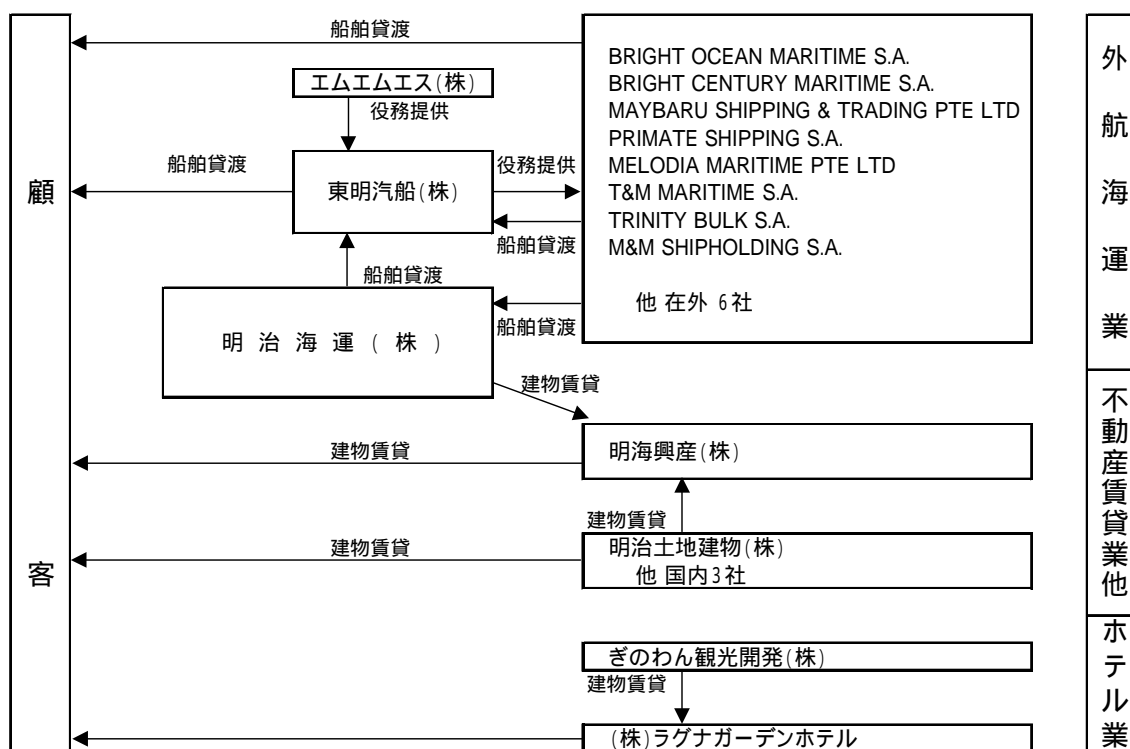 船舶貸渡
BRIGHT OCEAN MARITIME S.A.
BRIGHT CENTURY MARITIME S.A.
MAYBARU SHIPPING & TRADING PTE LTD
PRIMATE SHIPPING S.A.
MELODIA MARITIME PTE LTD
T&M MARITIME S.A.
TRINITY BULK S.A.
M&M SHIPHOLDING S.A.
他 在外 6社
エムエムエス(株)
役務提供
船舶貸渡
東明汽船(株)
役務提供
船舶貸渡
船舶貸渡
明治海運(株)
船舶貸渡
建物賃貸
建物賃貸
明海興産(株)
建物賃貸
建物賃貸
明治土地建物(株)
他 国内3社
ぎのわん観光開発(株)
建物賃貸
(株)ラグナガーデンホテル
顧客
外航海運業
不動産賃貸業他
ホテル業